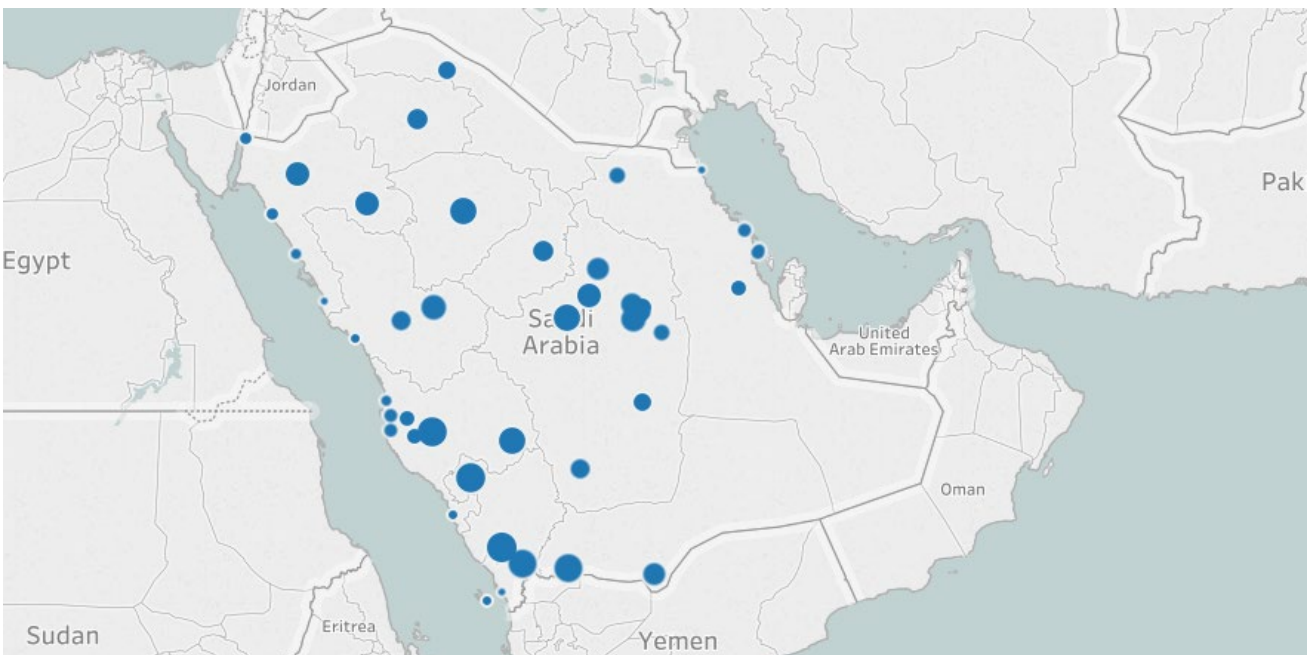 Jordan
Pak
Egypt
Saudi
Arabia
United
Arab Emirates
Oman
Sudan
Eritrea
Yemen